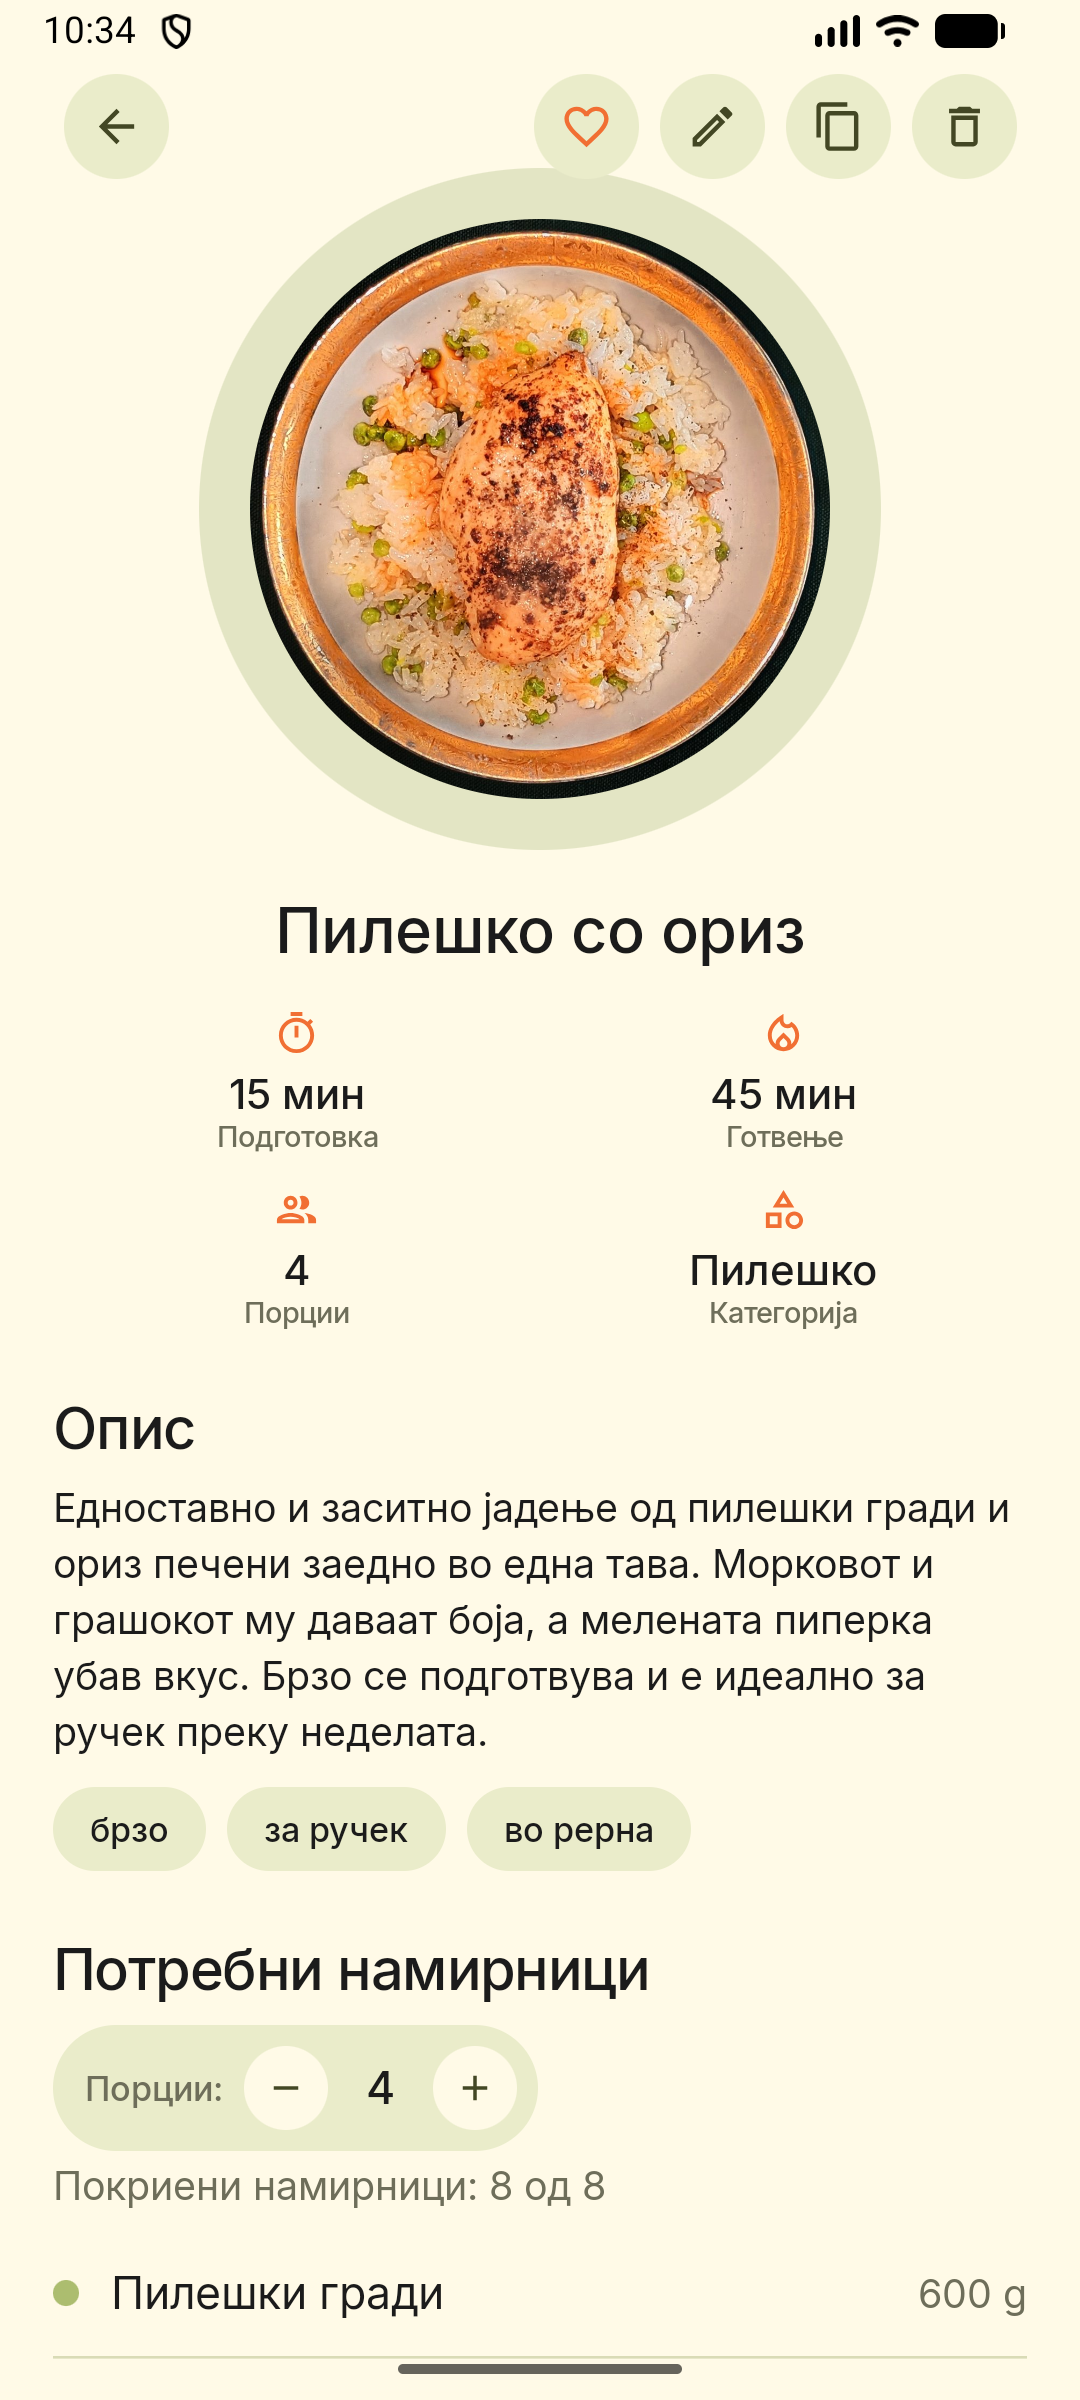 10:34
Пилешко со ориз
15 мин
Подготовка
45 мин
Готвење
4
Порции
Пилешко
Категорија
Опис
Едноставно и заситно јадење од пилешки гради и
ориз печени заедно во една тава. Морковот и
грашокот му даваат боја, а мелената пиперка
убав вкус. Брзо се подготвува и е идеално за
ручек преку неделата.
брзо за ручек во рерна
Потребни намирници
Порции: − 4 +
Покриени намирници: 8 од 8
Пилешки гради 600 g